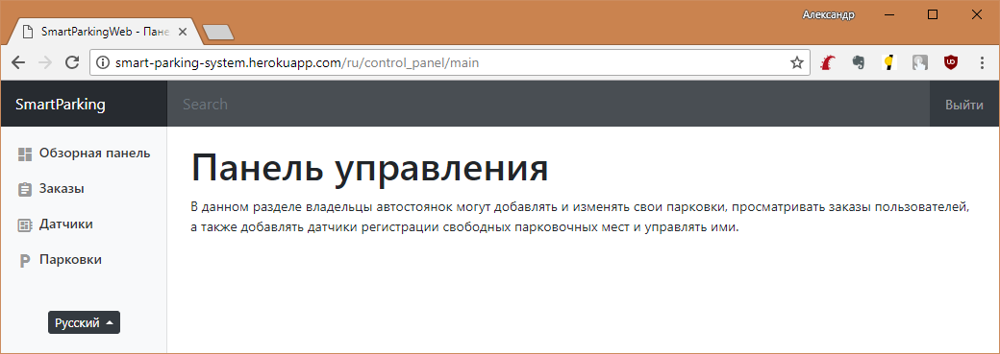 Александр
SmartParkingWeb - Пане
smart-parking-system.herokuapp.com/ru/control_panel/main
SmartParking
Search
Выйти
Обзорная панель
Заказы
Датчики
Парковки
Русский
Панель управления
В данном разделе владельцы автостоянок могут добавлять и изменять свои парковки, просматривать заказы пользователей,
а также добавлять датчики регистрации свободных парковочных мест и управлять ими.